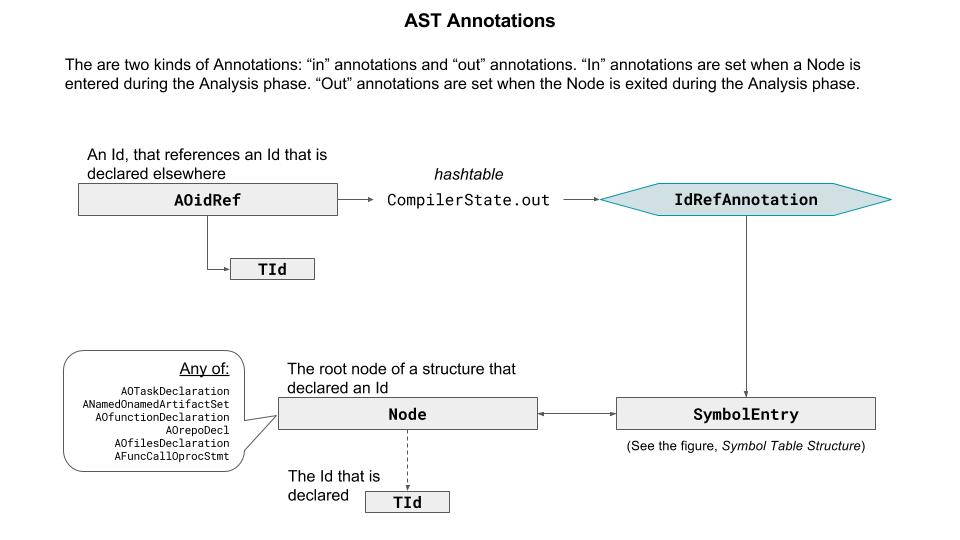 AST Annotations
The are two kinds of Annotations: “in” annotations and “out” annotations. “In” annotations are set when a Node is
entered during the Analysis phase. “Out” annotations are set when the Node is exited during the Analysis phase.
An Id, that references an Id that is
declared elsewhere
AOidRef
hashtable
CompilerState.out
IdRefAnnotation
TId
Any of:
AOTaskDeclaration
ANamedOnamedArtifactSet
AOfunctionDeclaration
AOrepoDecl
AOfilesDeclaration
AFuncCallOprocStmt
The root node of a structure that
declared an Id
Node
SymbolEntry
(See the figure, Symbol Table Structure)
The Id that is
declared
TId